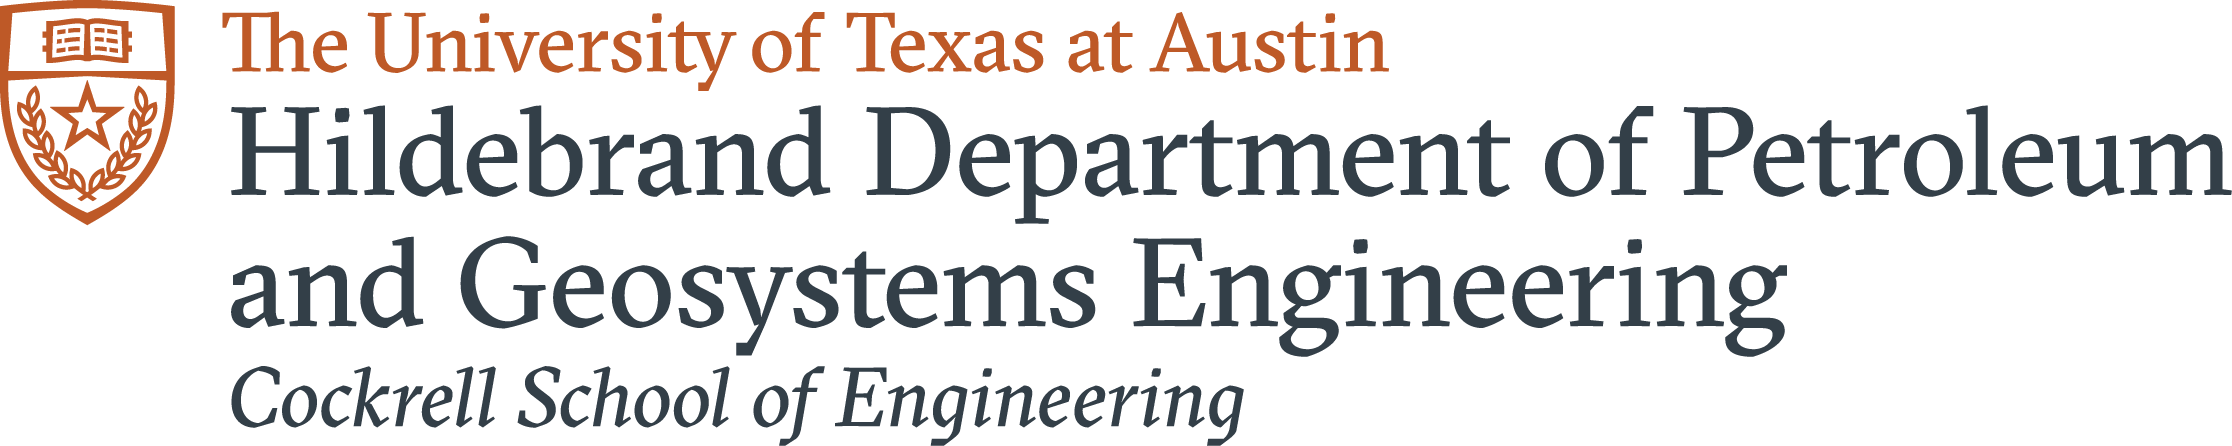 The University of Texas at Austin
Hildebrand Department of Petroleum
and Geosystems Engineering
Cockrell School of Engineering